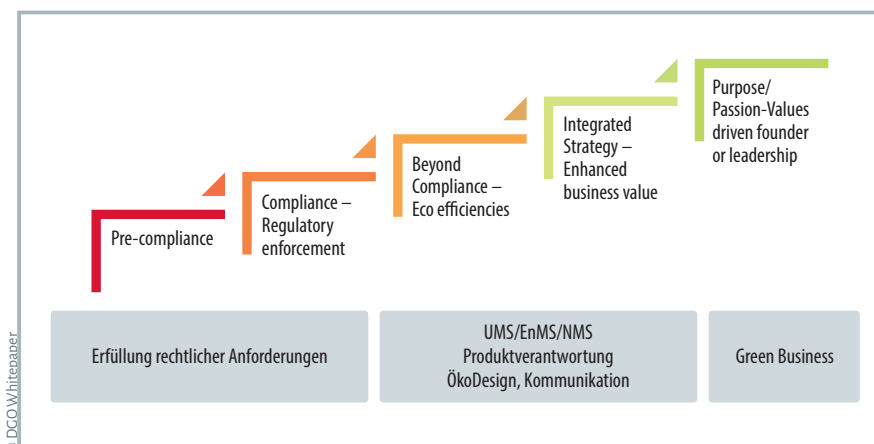 Pre-compliance
Compliance –
Regulatory
enforcement
Beyond
Compliance –
Eco efficiencies
Integrated
Strategy –
Enhanced
business value
Purpose/
Passion-Values
driven founder
or leadership
Erfüllung rechtlicher Anforderungen
UMS/EnMS/NMS
Produktverantwortung
ÖkoDesign, Kommunikation
Green Business
DGO Whitepaper